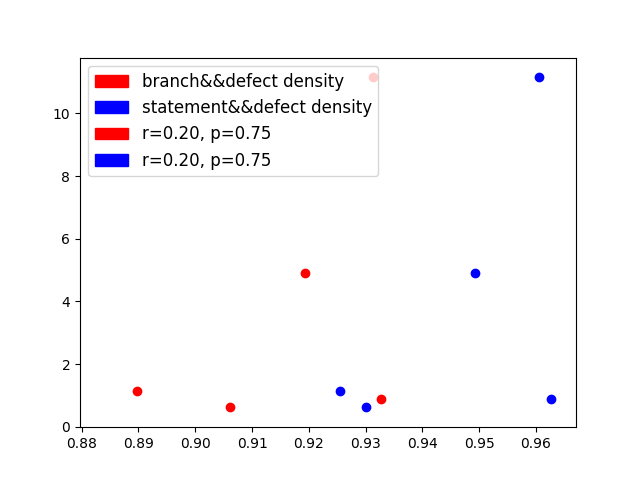 branch&&defect density
statement&&defect density
r=0.20, p=0.75
r=0.20, p=0.75
10
8
6
4
2
0
0.88 0.89 0.90 0.91 0.92 0.93 0.94 0.95 0.96